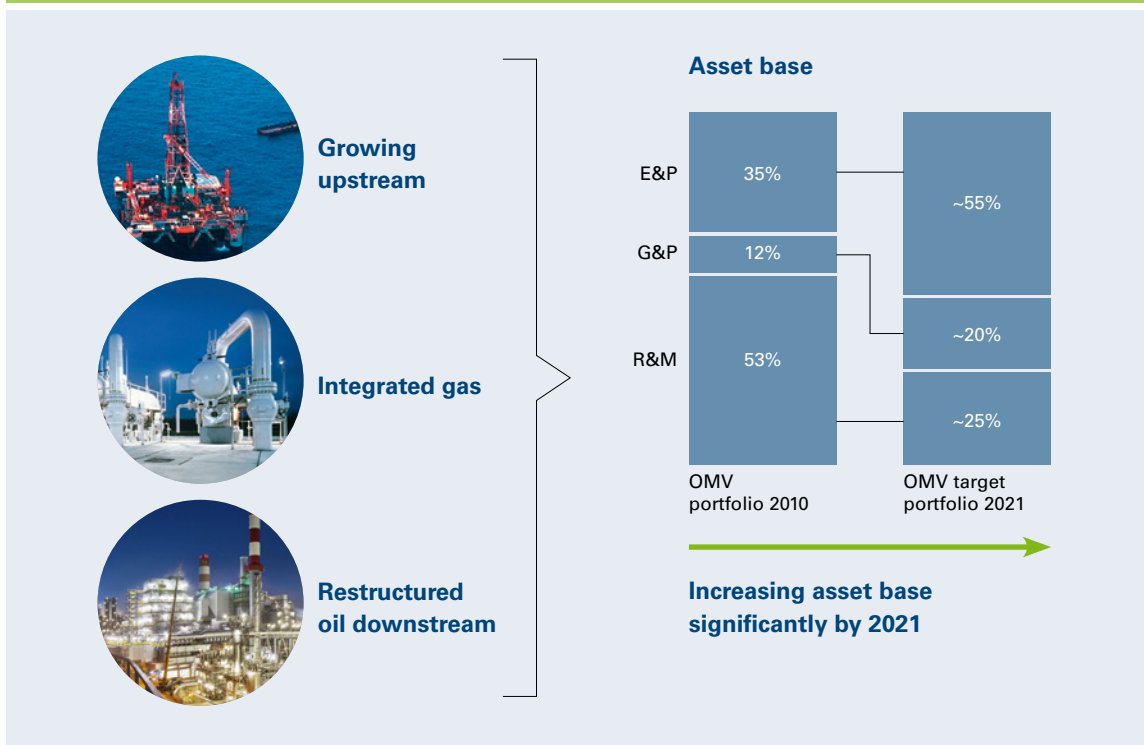 Growing
upstream
Integrated gas
Restructured
oil downstream
Asset base
E&P
35%
~55%
G&P
12%
~20%
R&M
53%
~25%
OMV
portfolio 2010
OMV target
portfolio 2021
Increasing asset base
significantly by 2021